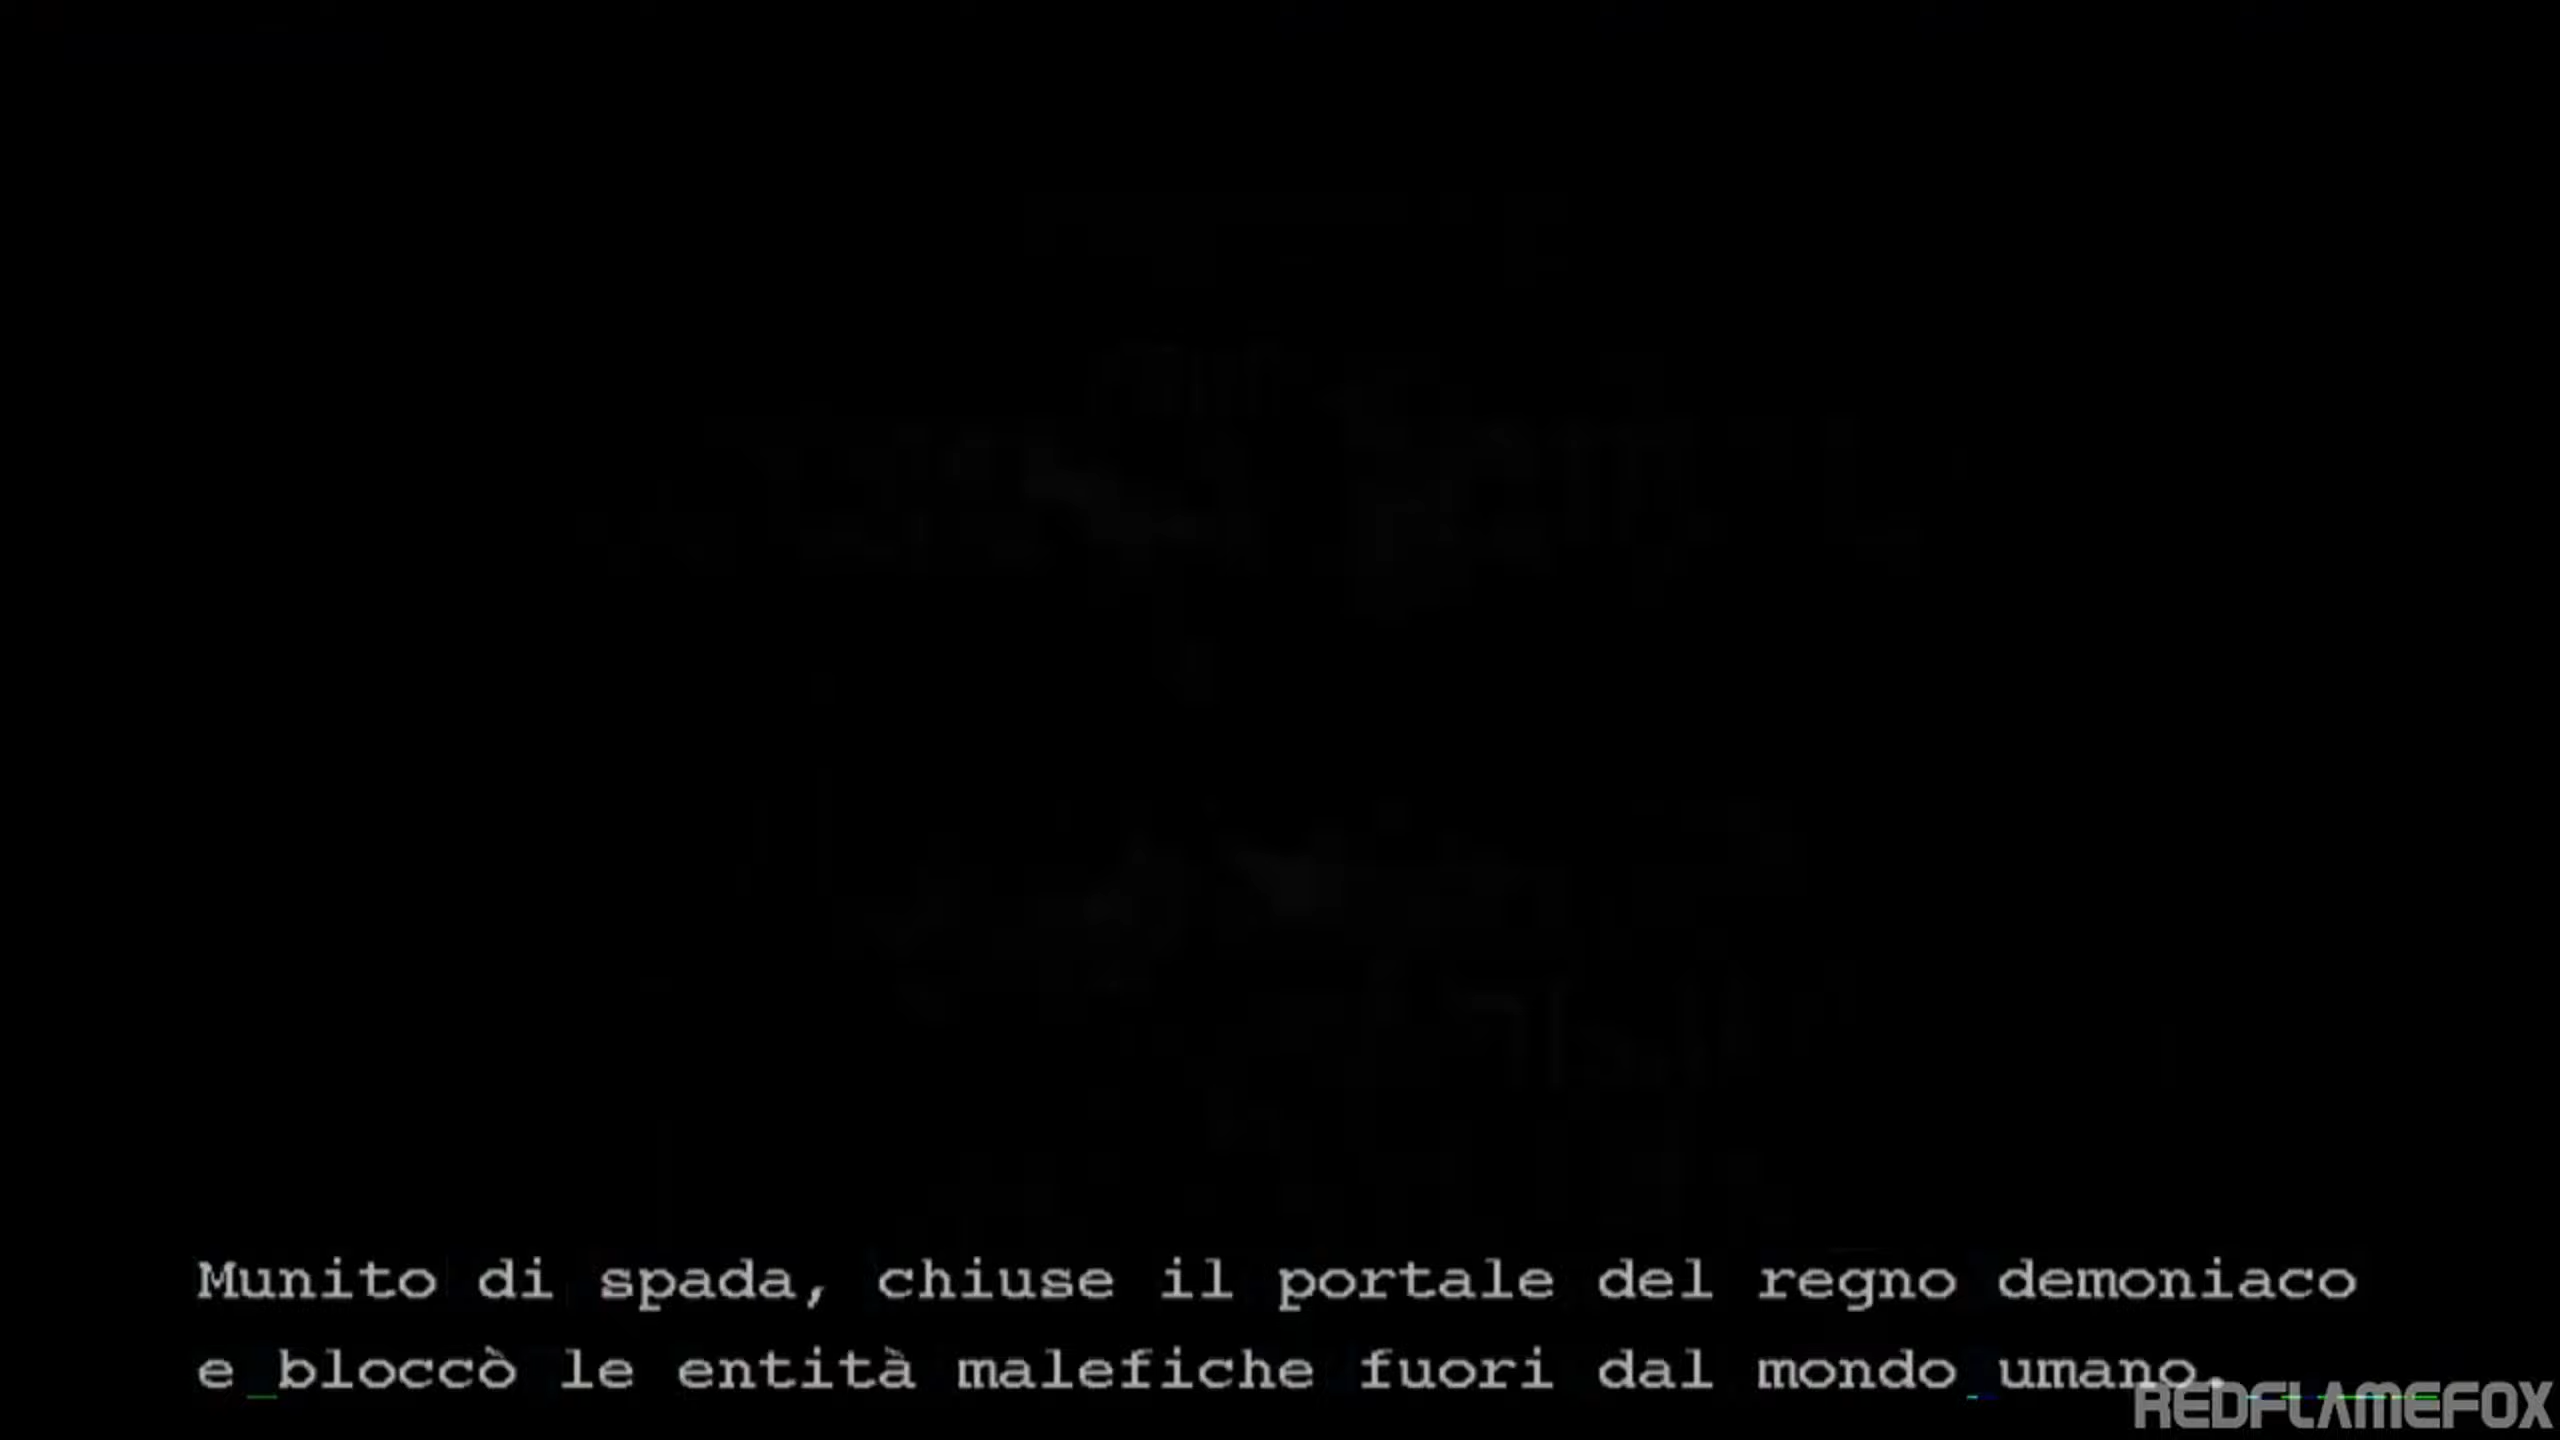 Munito di spada, chiuse il portale del regno demoniaco
e bloccò le entità malefiche fuori dal mondo umano.
REDFLAMEFOX